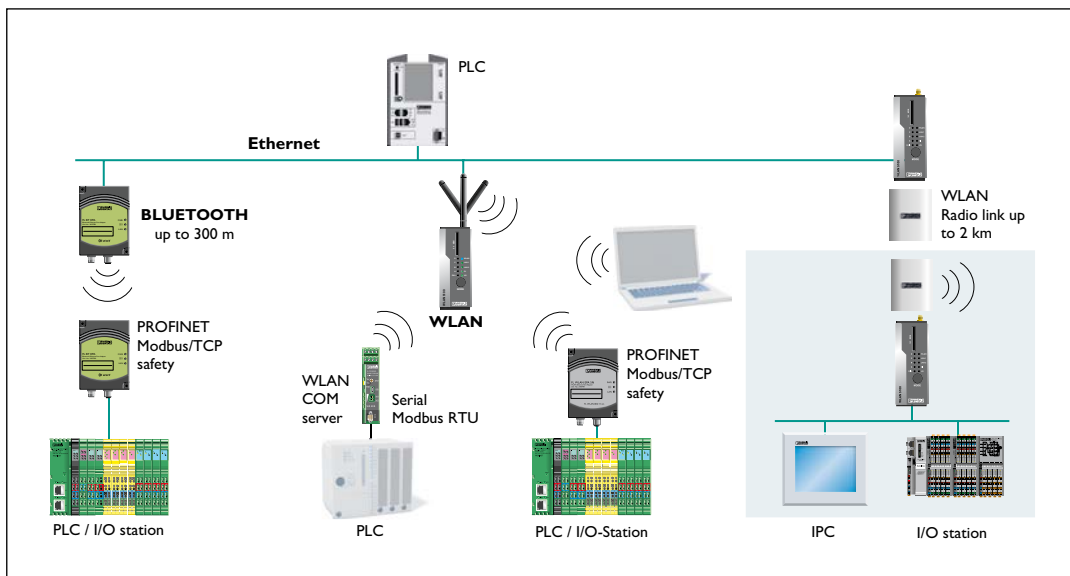 PLC
Ethernet
BLUETOOTH
up to 300 m
WLAN
Radio link up
to 2 km
WLAN
PROFINET
Modbus/TCP
safety
WLAN
COM
server
Serial
Modbus RTU
PROFINET
Modbus/TCP
safety
PLC / I/O station
PLC
PLC / I/O-Station
IPC
I/O station